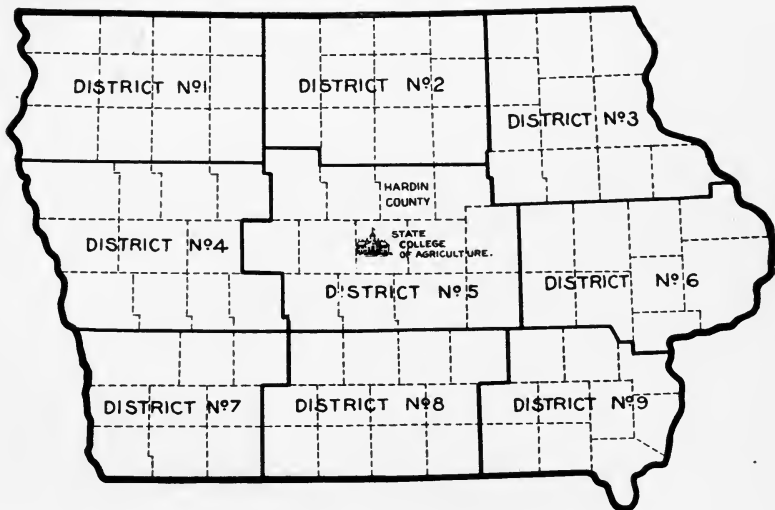 DISTRICT Nº1
DISTRICT Nº2
DISTRICT Nº3
HARDIN
COUNTY
STATE
COLLEGE
OF AGRICULTURE.
DISTRICT Nº4
DISTRICT Nº5
DISTRICT Nº6
DISTRICT Nº7
DISTRICT Nº8
DISTRICT Nº9